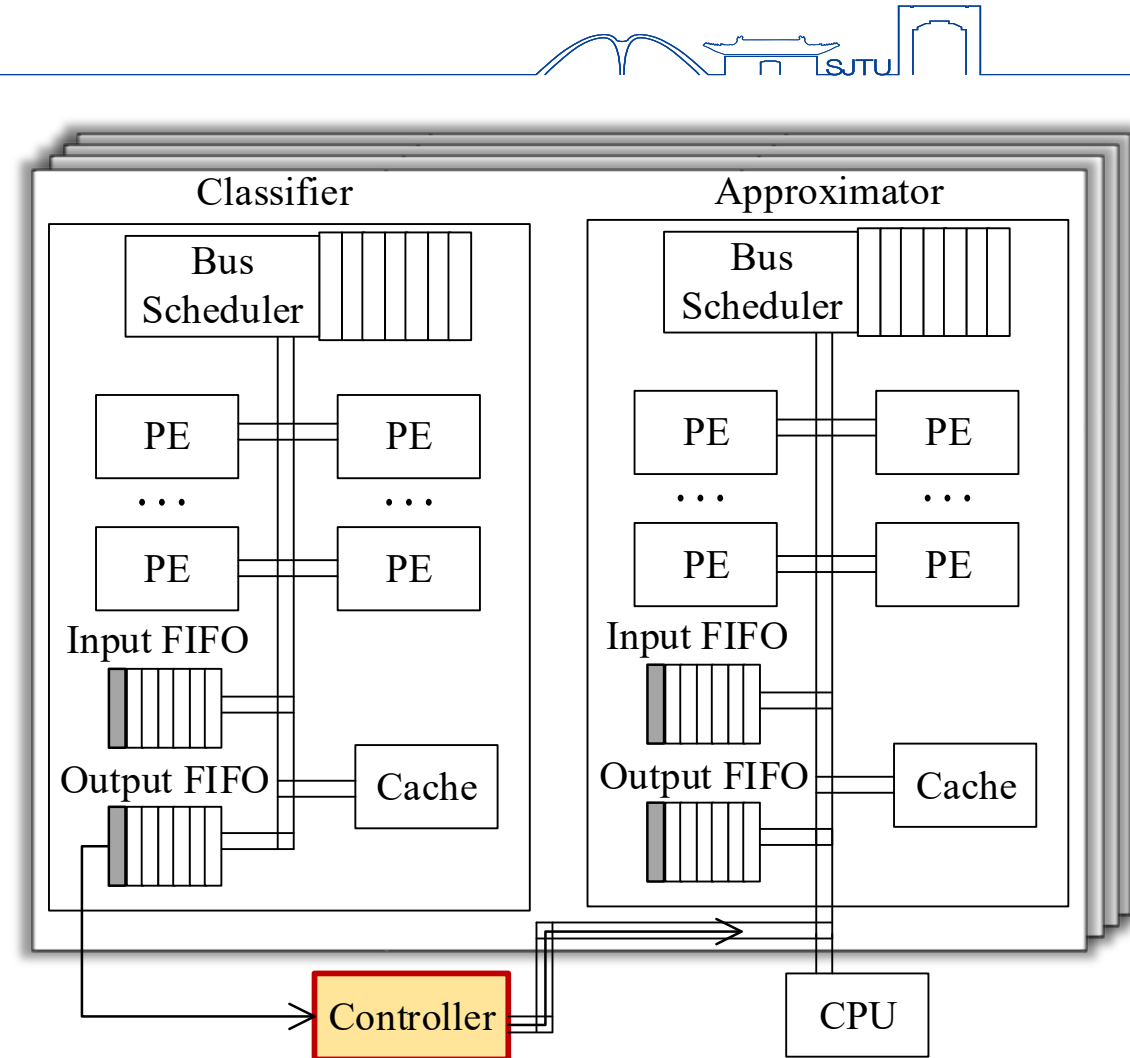 SJTU
Classifier
Approximator
Bus
Scheduler
Bus
Scheduler
PE
PE
PE
PE
...
...
...
...
PE
PE
PE
PE
Input FIFO
Input FIFO
Output FIFO
Cache
Output FIFO
Cache
Controller
CPU